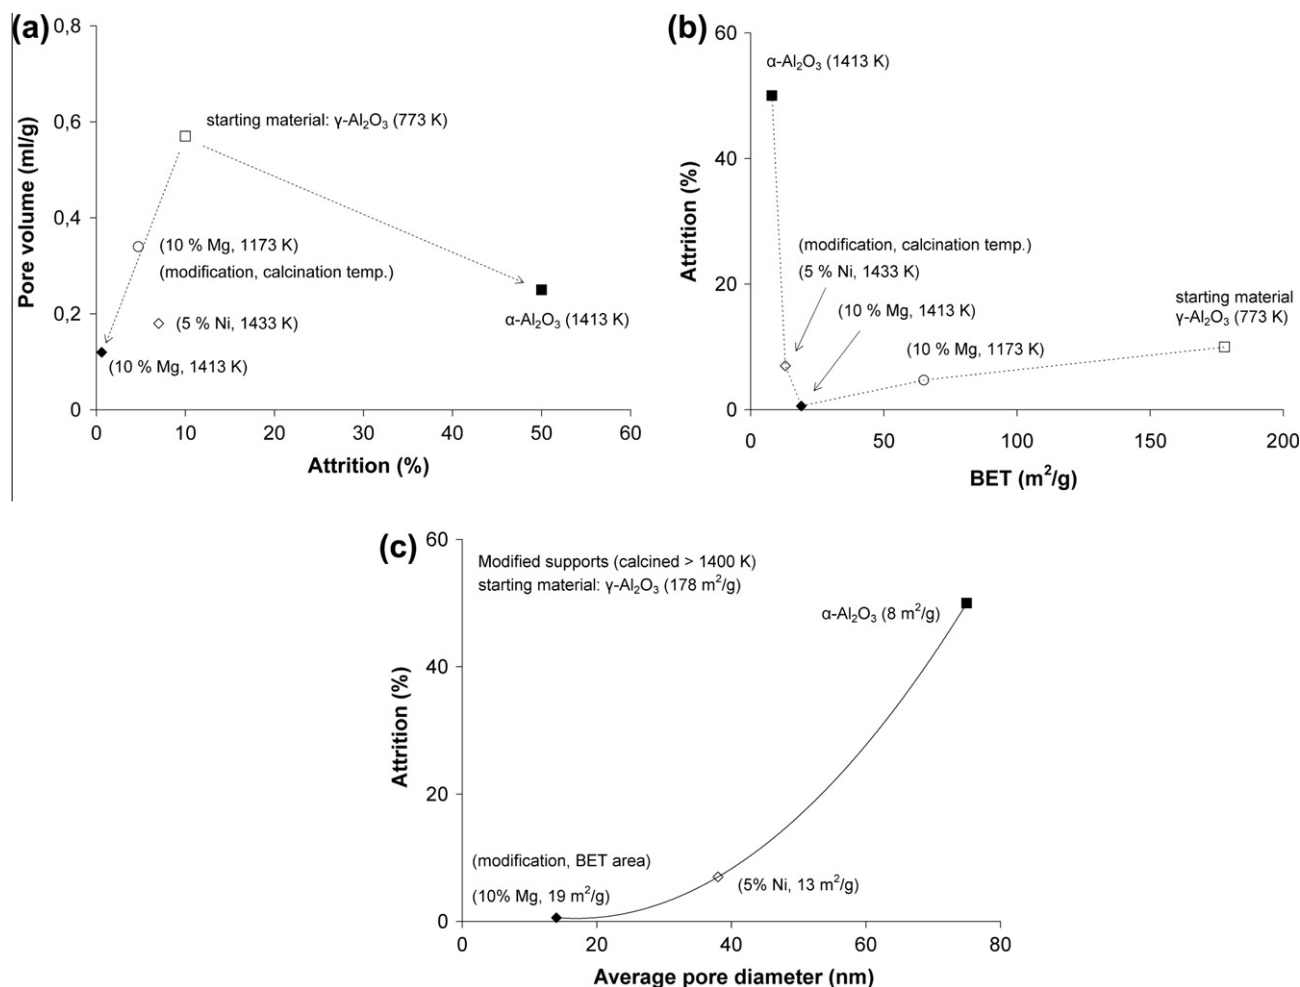 (a)
0,8
0,6
0,4
0,2
0
Pore volume (ml/g)
starting material: γ-Al₂O₃ (773 K)
(10 % Mg, 1173 K)
(modification, calcination temp.)
(5 % Ni, 1433 K)
(10 % Mg, 1413 K)
α-Al₂O₃ (1413 K)
0 10 20 30 40 50 60
Attrition (%)
(b)
60
40
20
0
Attrition (%)
α-Al₂O₃ (1413 K)
(modification, calcination temp.)
(5 % Ni, 1433 K)
(10 % Mg, 1413 K)
(10 % Mg, 1173 K)
starting material
γ-Al₂O₃ (773 K)
0 50 100 150 200
BET (m²/g)
(c)
60
40
20
0
Attrition (%)
Modified supports (calcined > 1400 K)
starting material: γ-Al₂O₃ (178 m²/g)
α-Al₂O₃ (8 m²/g)
(modification, BET area)
(10% Mg, 19 m²/g)
(5% Ni, 13 m²/g)
0 20 40 60 80
Average pore diameter (nm)